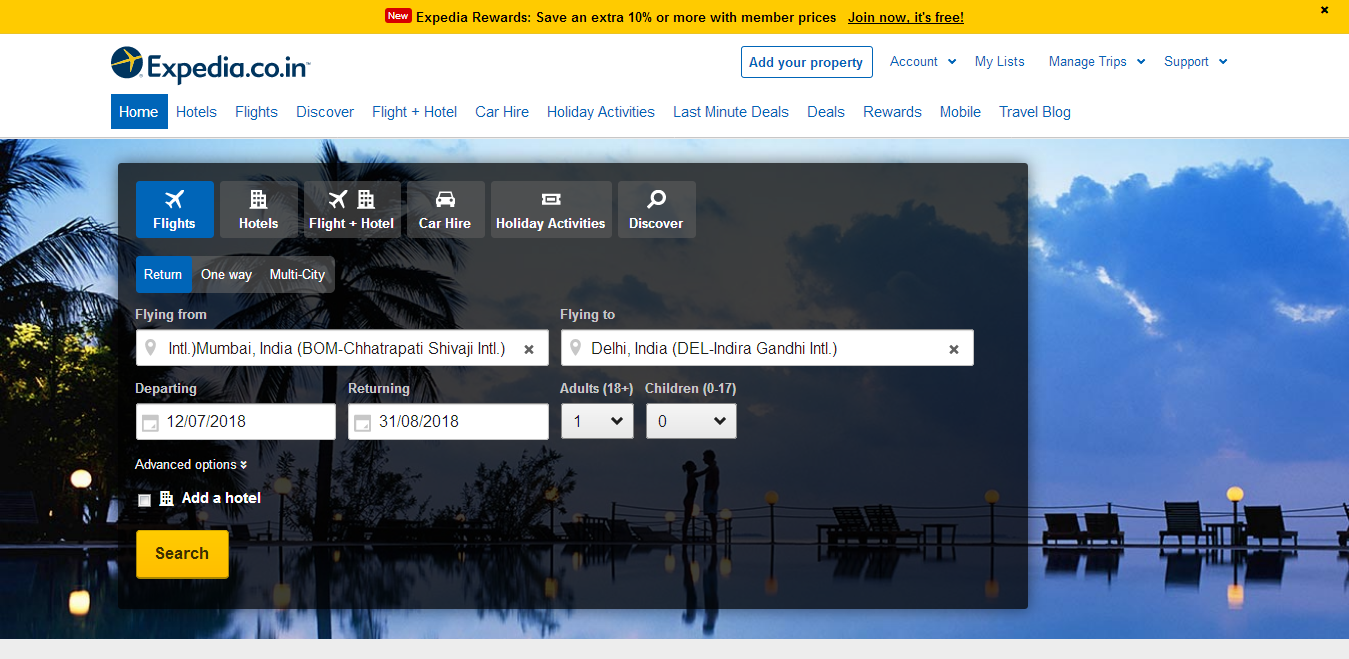 New Expedia Rewards: Save an extra 10% or more with member prices Join now, it's free!
Expedia.co.in™
Add your property Account My Lists Manage Trips Support
Home Hotels Flights Discover Flight + Hotel Car Hire Holiday Activities Last Minute Deals Deals Rewards Mobile Travel Blog
Flights Hotels Flight + Hotel Car Hire Holiday Activities Discover
Return One way Multi-City
Flying from Flying to
Intl.)Mumbai, India (BOM-Chhatrapati Shivaji Intl.) Delhi, India (DEL-Indira Gandhi Intl.)
Departing Returning Adults (18+) Children (0-17)
12/07/2018 31/08/2018 1 0
Advanced options
Add a hotel
Search